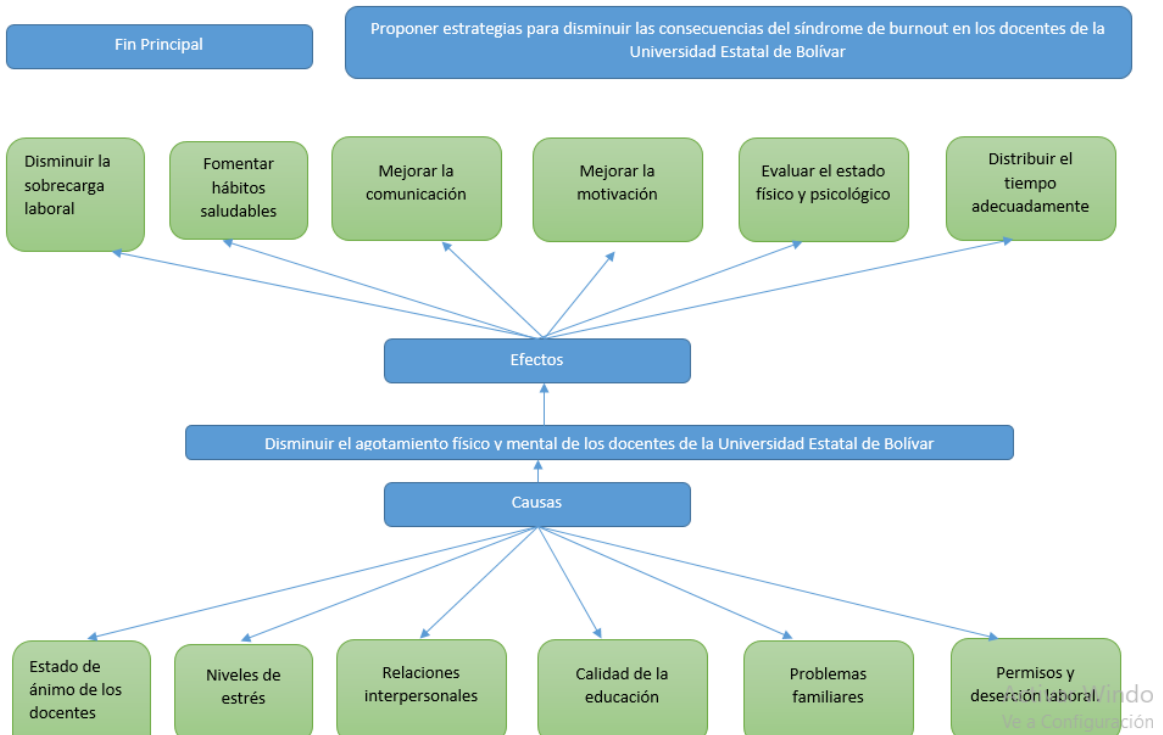 Fin Principal
Proponer estrategias para disminuir las consecuencias del síndrome de burnout en los docentes de la
Universidad Estatal de Bolívar
Disminuir la
sobrecarga
laboral
Fomentar
hábitos
saludables
Mejorar la
comunicación
Mejorar la
motivación
Evaluar el estado
físico y psicológico
Distribuir el
tiempo
adecuadamente
Efectos
Disminuir el agotamiento físico y mental de los docentes de la Universidad Estatal de Bolívar
Causas
Estado de
ánimo de los
docentes
Niveles de
estrés
Relaciones
interpersonales
Calidad de la
educación
Problemas
familiares
Permisos y
deserción laboral.
Activar Windo
Ve a Configuración